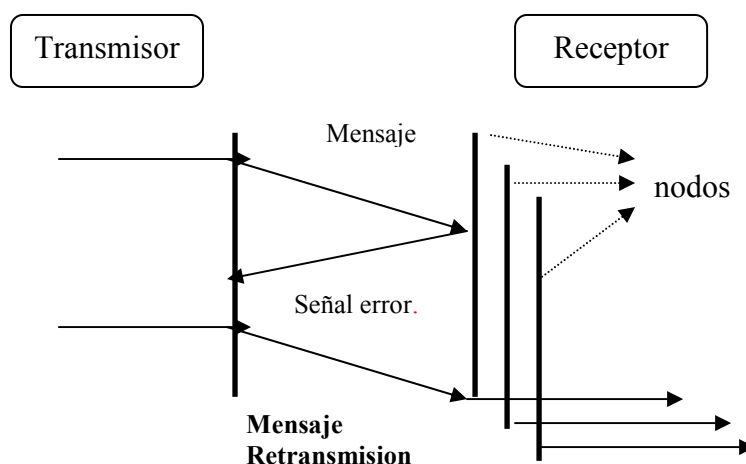 Transmisor
Receptor
Mensaje
nodos
Señal error.
Mensaje
Retransmision